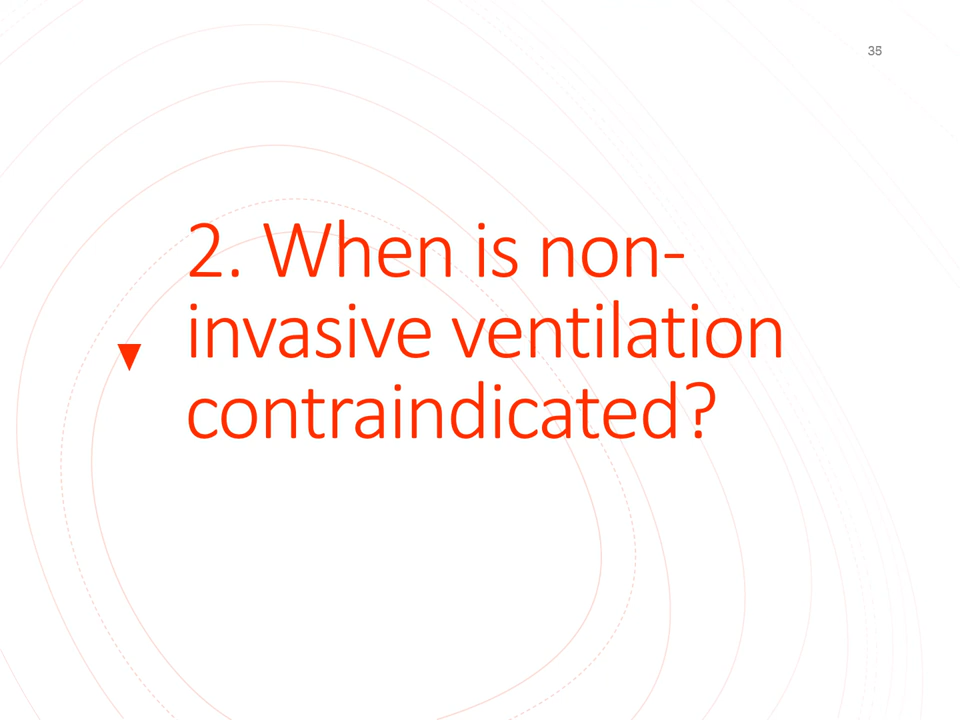 35
2. When is non-
invasive ventilation
contraindicated?